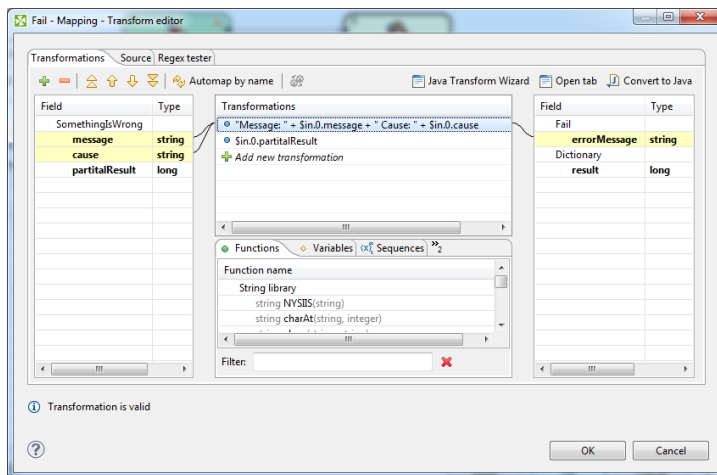 Fail - Mapping - Transform editor
Transformations Source Regex tester
Automap by name Java Transform Wizard Open tab Convert to Java
Field Type
SomethingIsWrong
message string
cause string
partitalResult long
Transformations
"Message: " + $in.0.message + " Cause: " + $in.0.cause
$in.0.partitalResult
Add new transformation
Functions Variables Sequences »2
Function name
String library
string NYSIIS(string)
string charAt(string, integer)
Filter:
Field Type
Fail
errorMessage string
Dictionary
result long
Transformation is valid
OK Cancel